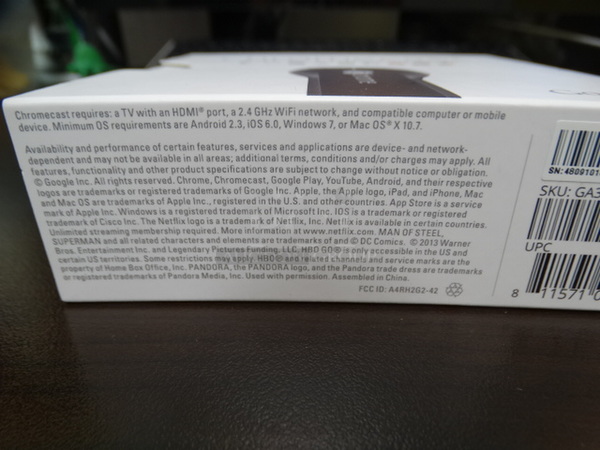 Chromecast requires: a TV with an HDMI® port, a 2.4 GHz WiFi network, and compatible computer or mobile
device. Minimum OS requirements are Android 2.3, iOS 6.0, Windows 7, or Mac OS® X 10.7.
Availability and performance of certain features, services and applications are device- and network-
dependent and may not be available in all areas; additional terms, conditions and/or charges may apply. All
features, functionality and other product specifications are subject to change without notice or obligation.
© Google Inc. All rights reserved. Chrome, Chromecast, Google Play, YouTube, Android, and their respective
logos are trademarks or registered trademarks of Google Inc. Apple, the Apple logo, iPad, and iPhone, Mac
and Mac OS are trademarks of Apple Inc., registered in the U.S. and other countries. App Store is a service
mark of Apple Inc. Windows is a registered trademark of Microsoft Inc. IOS is a trademark or registered
trademark of Cisco Inc. The Netflix logo is a trademark of Netflix, Inc. Netflix is available in certain countries.
Unlimited streaming membership required. More information at www.netflix.com. MAN OF STEEL,
SUPERMAN and all related characters and elements are trademarks of and © DC Comics. © 2013 Warner
Bros. Entertainment Inc. and Legendary Pictures Funding, LLC. HBO GO® is only accessible in the US and
certain US territories. Some restrictions may apply. HBO® and related channels and service marks are the
property of Home Box Office, Inc. PANDORA, the PANDORA logo, and the Pandora trade dress are trademarks
or registered trademarks of Pandora Media, Inc. Used with permission. Assembled in China.
FCC ID: A4RH2G2-42
SN: 4809101
SKU: GA3
UPC
8 11571 0